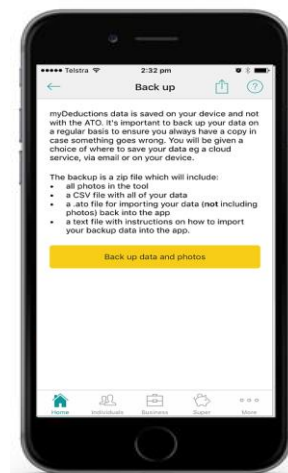 Telstra 2:32 pm
Back up
myDeductions data is saved on your device and not
with the ATO. It's important to back up your data on
a regular basis to ensure you always have a copy in
case something goes wrong. You will be given a
choice of where to save your data eg a cloud
service, via email or on your device.
The backup is a zip file which will include:
• all photos in the tool
• a CSV file with all of your data
• a .ato file for importing your data (not including
photos) back into the app
• a text file with instructions on how to import
your backup data into the app.
Back up data and photos
Home Individuals Business Super More